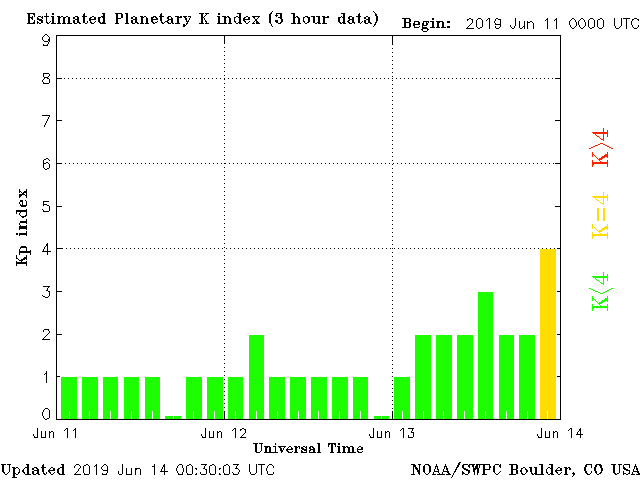 Estimated Planetary K index (3 hour data) Begin: 2019 Jun 11 0000 UTC
9
8
7
6
5
4
3
2
1
0
Kp index
K>4
K=4
K<4
Jun 11 Jun 12 Jun 13 Jun 14
Universal Time
Updated 2019 Jun 14 00:30:03 UTC NOAA/SWPC Boulder, CO USA